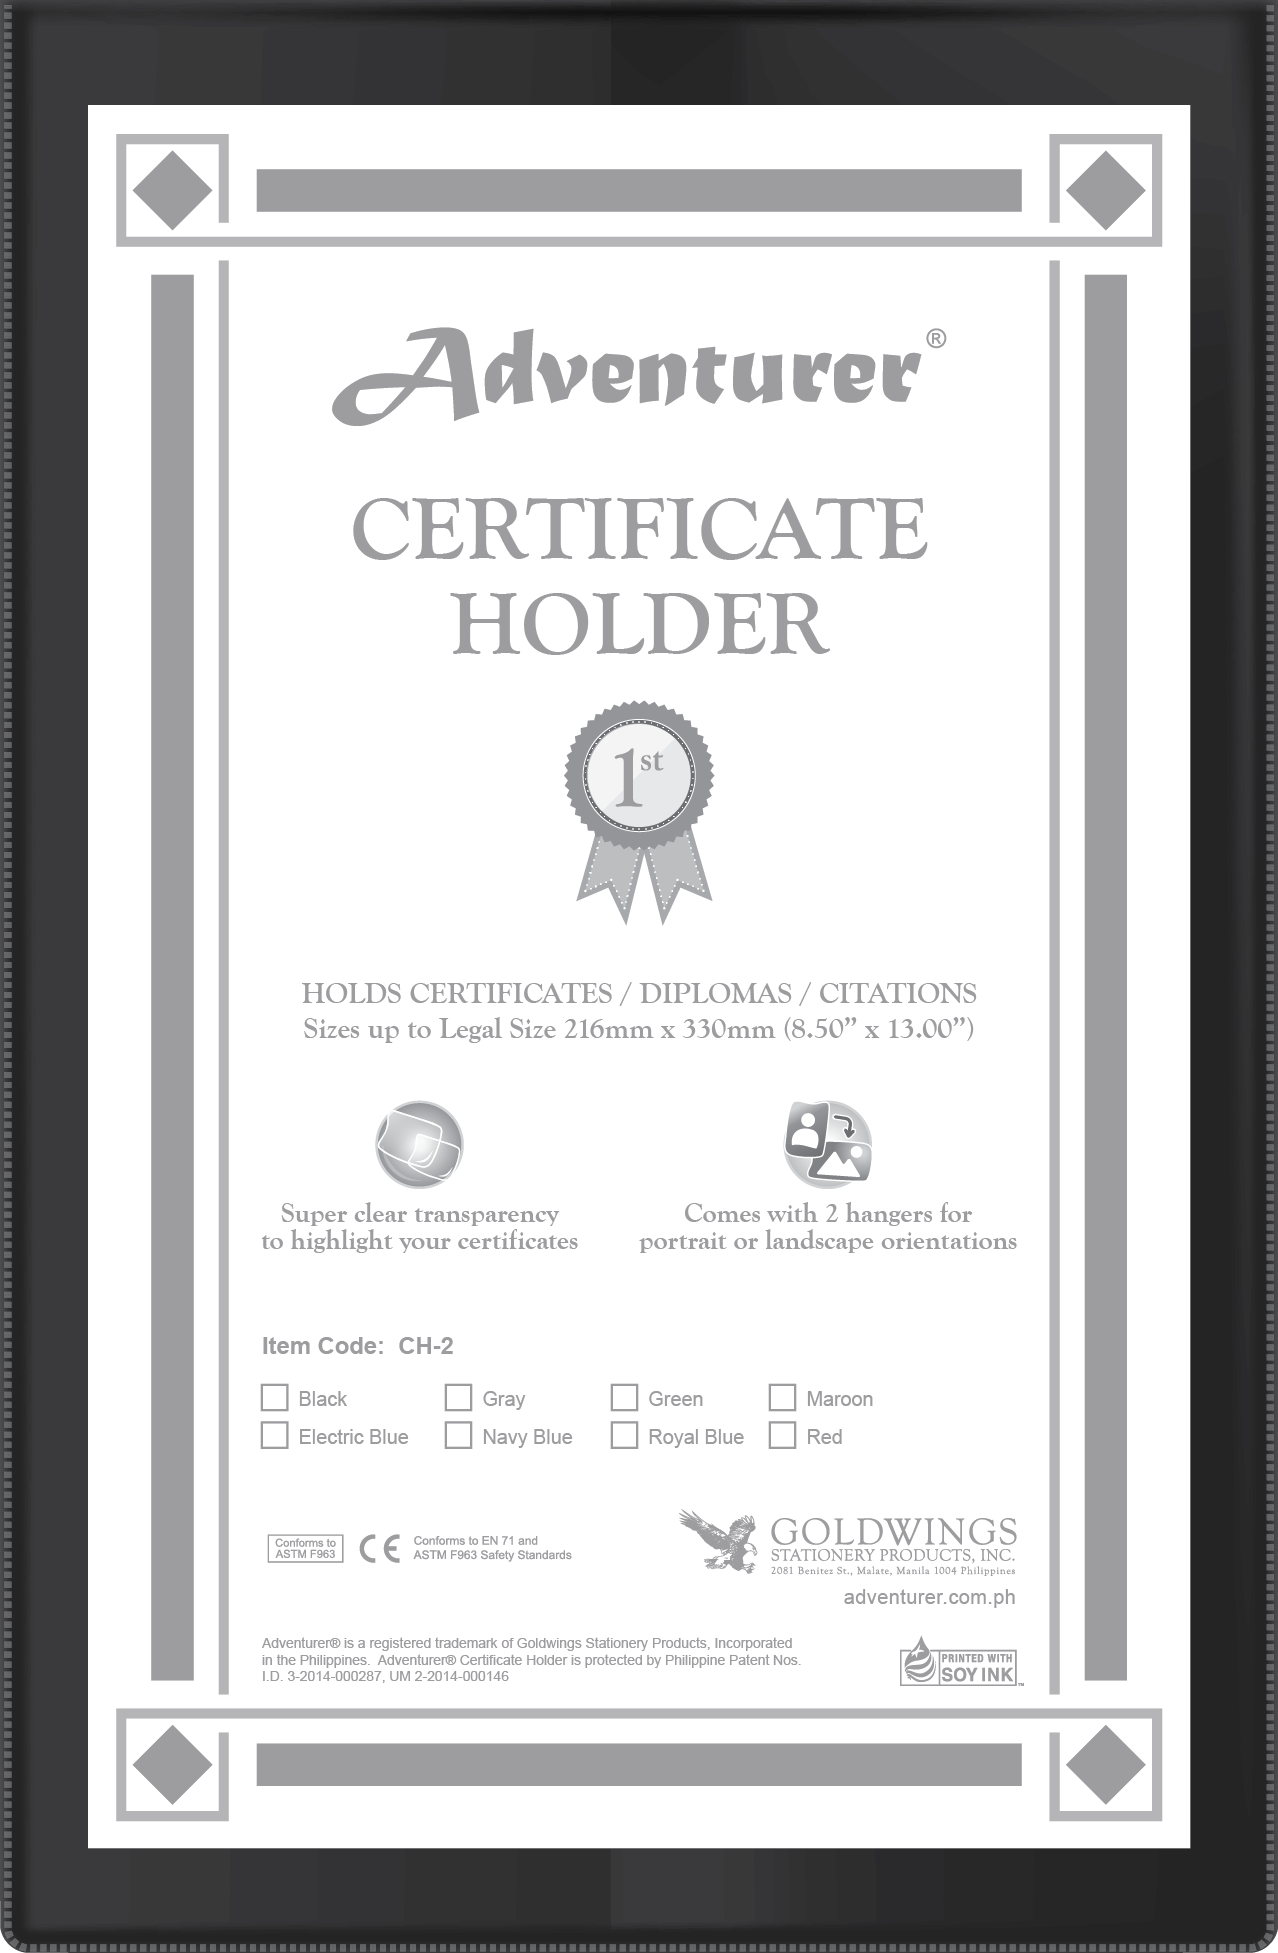 Adventurer®
CERTIFICATE
HOLDER
1st
HOLDS CERTIFICATES / DIPLOMAS / CITATIONS
Sizes up to Legal Size 216mm x 330mm (8.50” x 13.00”)
Super clear transparency
to highlight your certificates
Comes with 2 hangers for
portrait or landscape orientations
Item Code: CH-2
Black Gray Green Maroon
Electric Blue Navy Blue Royal Blue Red
Conforms to
ASTM F963
CE
Conforms to EN 71 and
ASTM F963 Safety Standards
GOLDWINGS
STATIONERY PRODUCTS, INC.
2081 Benitez St., Malate, Manila 1004 Philippines
adventurer.com.ph
Adventurer® is a registered trademark of Goldwings Stationery Products, Incorporated
in the Philippines. Adventurer® Certificate Holder is protected by Philippine Patent Nos.
I.D. 3-2014-000287, UM 2-2014-000146
PRINTED WITH
SOY INK™